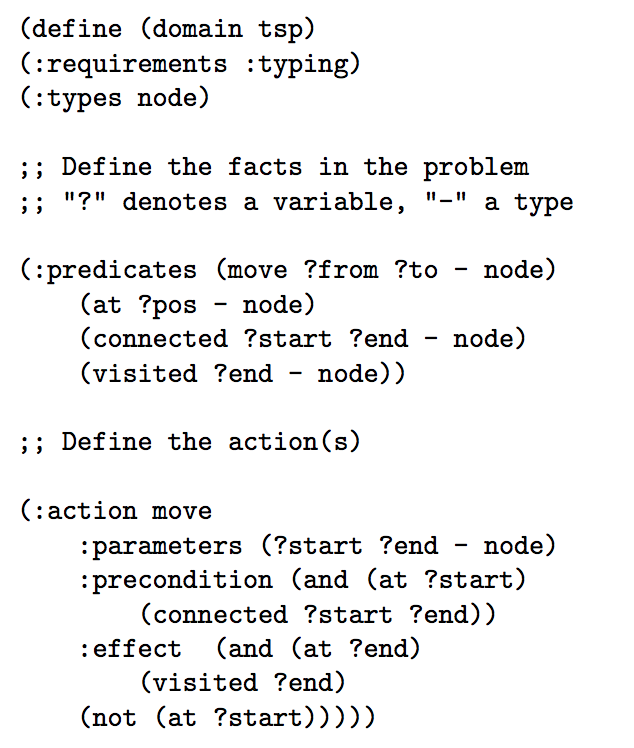 (define (domain tsp)
(:requirements :typing)
(:types node)
;; Define the facts in the problem
;; "?" denotes a variable, "-" a type
(:predicates (move ?from ?to - node)
(at ?pos - node)
(connected ?start ?end - node)
(visited ?end - node))
;; Define the action(s)
(:action move
:parameters (?start ?end - node)
:precondition (and (at ?start)
(connected ?start ?end))
:effect (and (at ?end)
(visited ?end)
(not (at ?start)))))